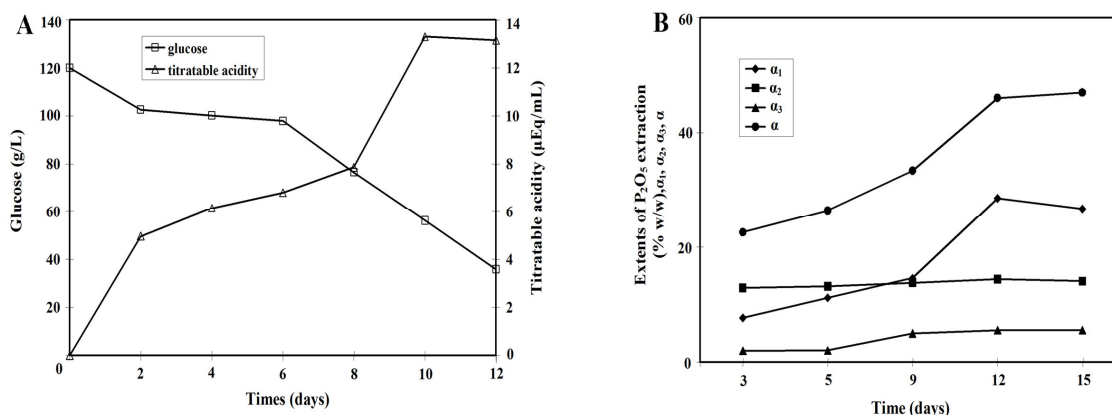 A
glucose
titratable acidity
Glucose (g/L)
140
120
100
80
60
40
20
0
14
12
10
8
6
4
2
0
Titratable acidity (µEq/mL)
0 2 4 6 8 10 12
Times (days)
B
α1
α2
α3
α
Extents of P2O5 extraction
(% w/w),α1, α2, α3, α
60
40
20
0
3 5 9 12 15
Time (days)